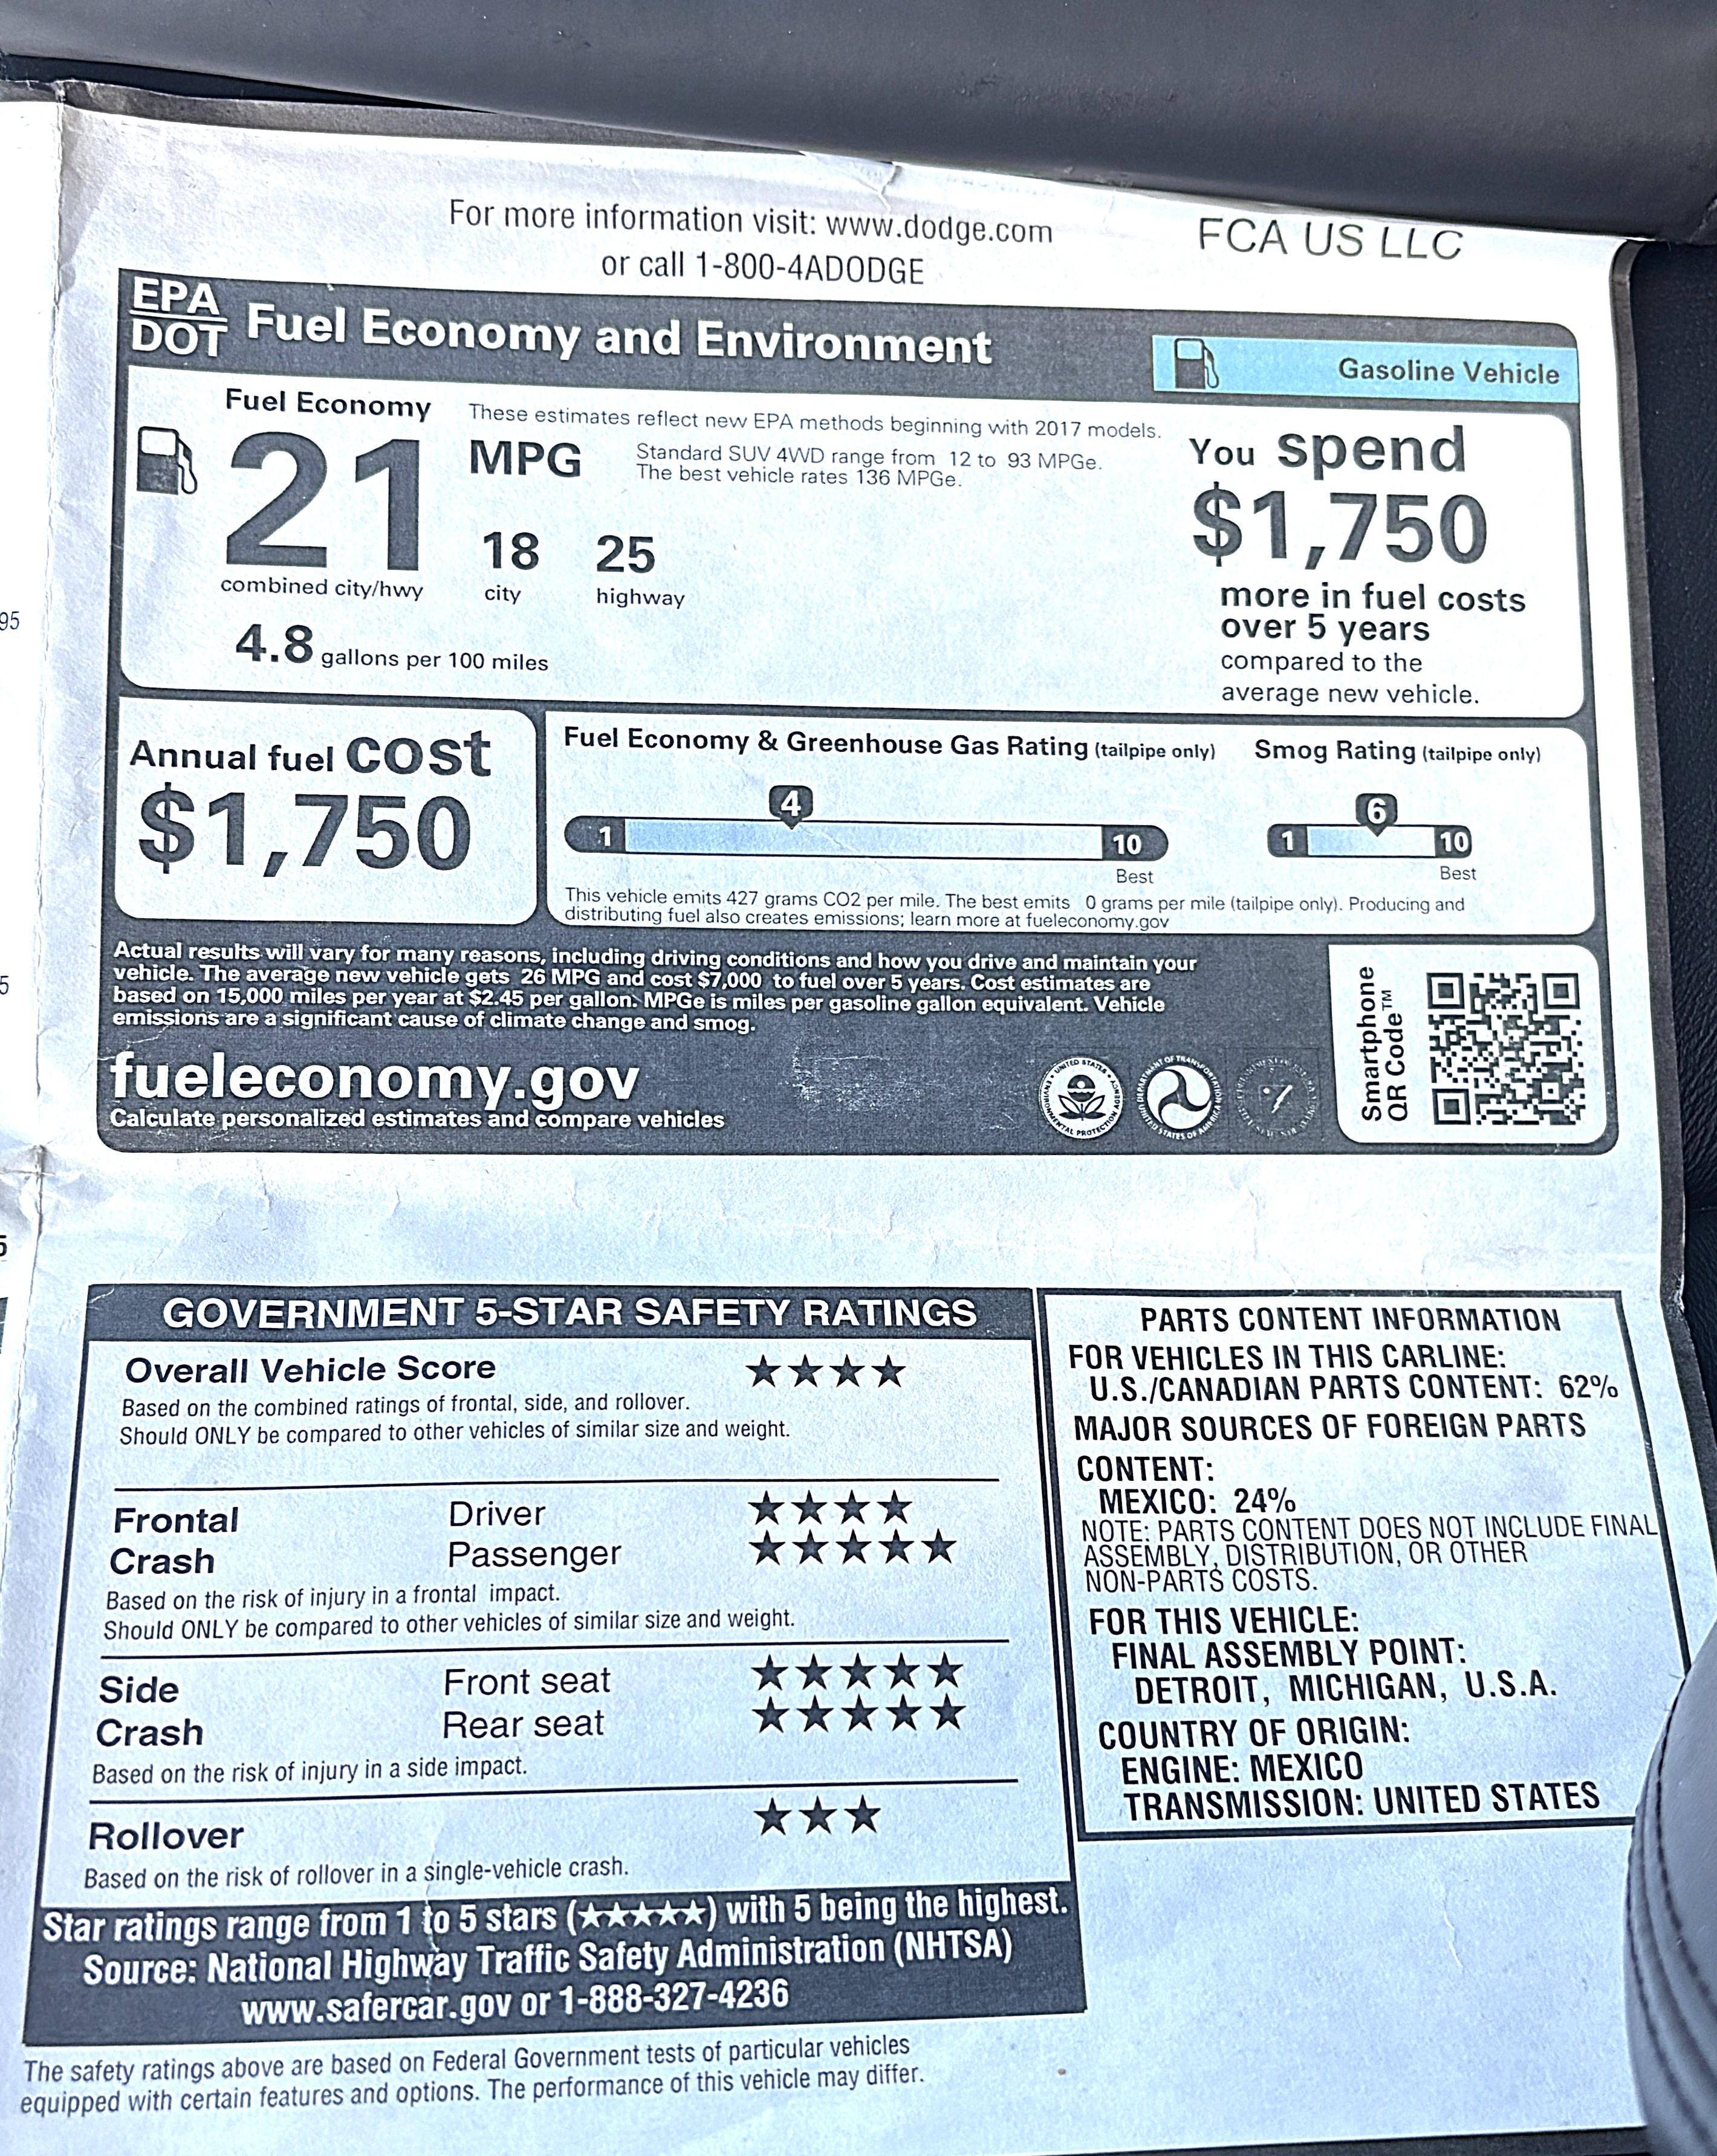 For more information visit: www.dodge.com
or call 1-800-4ADODGE
FCA US LLC
EPA
DOT
Fuel Economy and Environment
Gasoline Vehicle
Fuel Economy
These estimates reflect new EPA methods beginning with 2017 models.
21
MPG
Standard SUV 4WD range from 12 to 93 MPGe.
The best vehicle rates 136 MPGe.
18
25
combined city/hwy
city
highway
4.8 gallons per 100 miles
You spend
$1,750
more in fuel costs
over 5 years
compared to the
average new vehicle.
95
Annual fuel cost
$1,750
Fuel Economy & Greenhouse Gas Rating (tailpipe only)
4
1
10
Best
Smog Rating (tailpipe only)
6
1
10
Best
This vehicle emits 427 grams CO2 per mile. The best emits 0 grams per mile (tailpipe only). Producing and
distributing fuel also creates emissions; learn more at fueleconomy.gov
Actual results will vary for many reasons, including driving conditions and how you drive and maintain your
vehicle. The average new vehicle gets 26 MPG and cost $7,000 to fuel over 5 years. Cost estimates are
based on 15,000 miles per year at $2.45 per gallon. MPGe is miles per gasoline gallon equivalent. Vehicle
emissions are a significant cause of climate change and smog.
5
fueleconomy.gov
Calculate personalized estimates and compare vehicles
UNITED STATES
ENVIRONMENTAL PROTECTION AGENCY
DEPARTMENT OF TRANSPORTATION
UNITED STATES OF AMERICA
Smartphone
QR Code™
5
GOVERNMENT 5-STAR SAFETY RATINGS
Overall Vehicle Score ★★★★
Based on the combined ratings of frontal, side, and rollover.
Should ONLY be compared to other vehicles of similar size and weight.
Frontal Driver ★★★★
Crash Passenger ★★★★★
Based on the risk of injury in a frontal impact.
Should ONLY be compared to other vehicles of similar size and weight.
Side Front seat ★★★★★
Crash Rear seat ★★★★★
Based on the risk of injury in a side impact.
Rollover ★★★
Based on the risk of rollover in a single-vehicle crash.
Star ratings range from 1 to 5 stars (★★★★★) with 5 being the highest.
Source: National Highway Traffic Safety Administration (NHTSA)
www.safercar.gov or 1-888-327-4236
The safety ratings above are based on Federal Government tests of particular vehicles
equipped with certain features and options. The performance of this vehicle may differ.
PARTS CONTENT INFORMATION
FOR VEHICLES IN THIS CARLINE:
U.S./CANADIAN PARTS CONTENT: 62%
MAJOR SOURCES OF FOREIGN PARTS
CONTENT:
MEXICO: 24%
NOTE: PARTS CONTENT DOES NOT INCLUDE FINAL
ASSEMBLY, DISTRIBUTION, OR OTHER
NON-PARTS COSTS.
FOR THIS VEHICLE:
FINAL ASSEMBLY POINT:
DETROIT, MICHIGAN, U.S.A.
COUNTRY OF ORIGIN:
ENGINE: MEXICO
TRANSMISSION: UNITED STATES